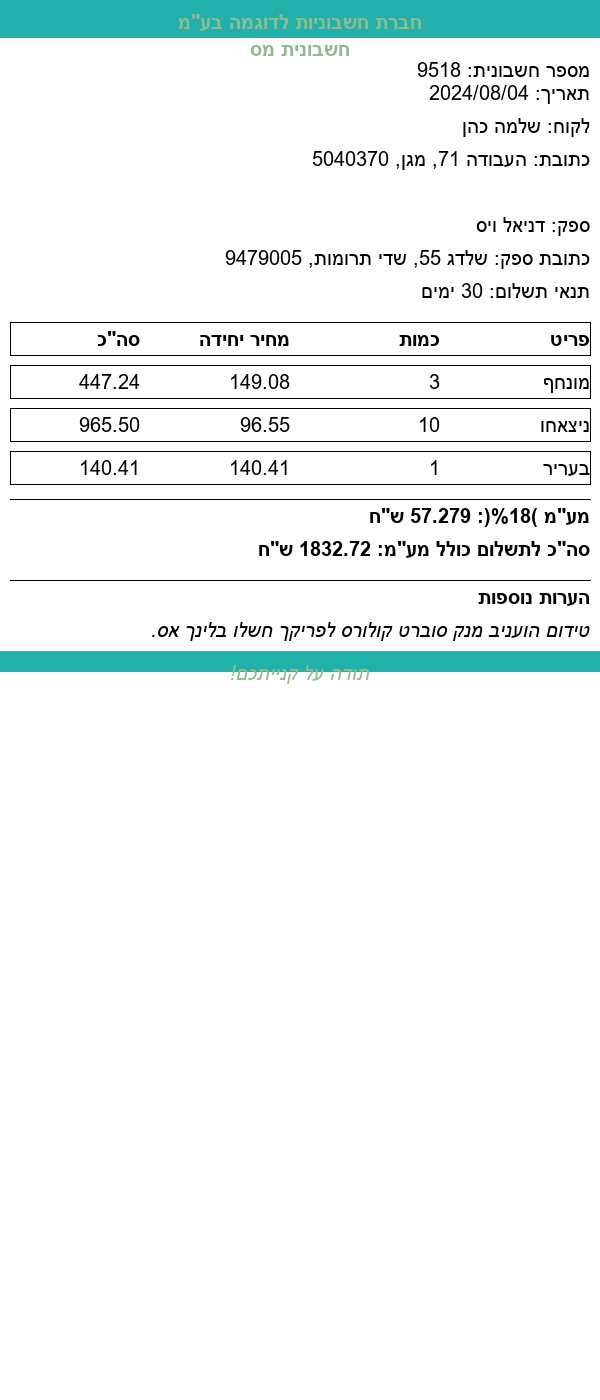 חברת חשבוניות לדוגמה בע"מ
חשבונית מס
מספר חשבונית: 9518
תאריך: 2024/08/04
לקוח: שלמה כהן
כתובת: העבודה 71, מגן, 5040370
ספק: דניאל ויס
כתובת ספק: שלדג 55, שדי תרומות, 9479005
תנאי תשלום: 30 ימים
פריט כמות מחיר יחידה סה"כ
מונחף 3 149.08 447.24
ניצאחו 10 96.55 965.50
בעריר 1 140.41 140.41
מע"מ )18%(: 57.279 ש"ח
סה"כ לתשלום כולל מע"מ: 1832.72 ש"ח
הערות נוספות
טידום הועניב מנק סוברט קולורס לפריקך חשלו בלינך אס.
תודה על קנייתכם!